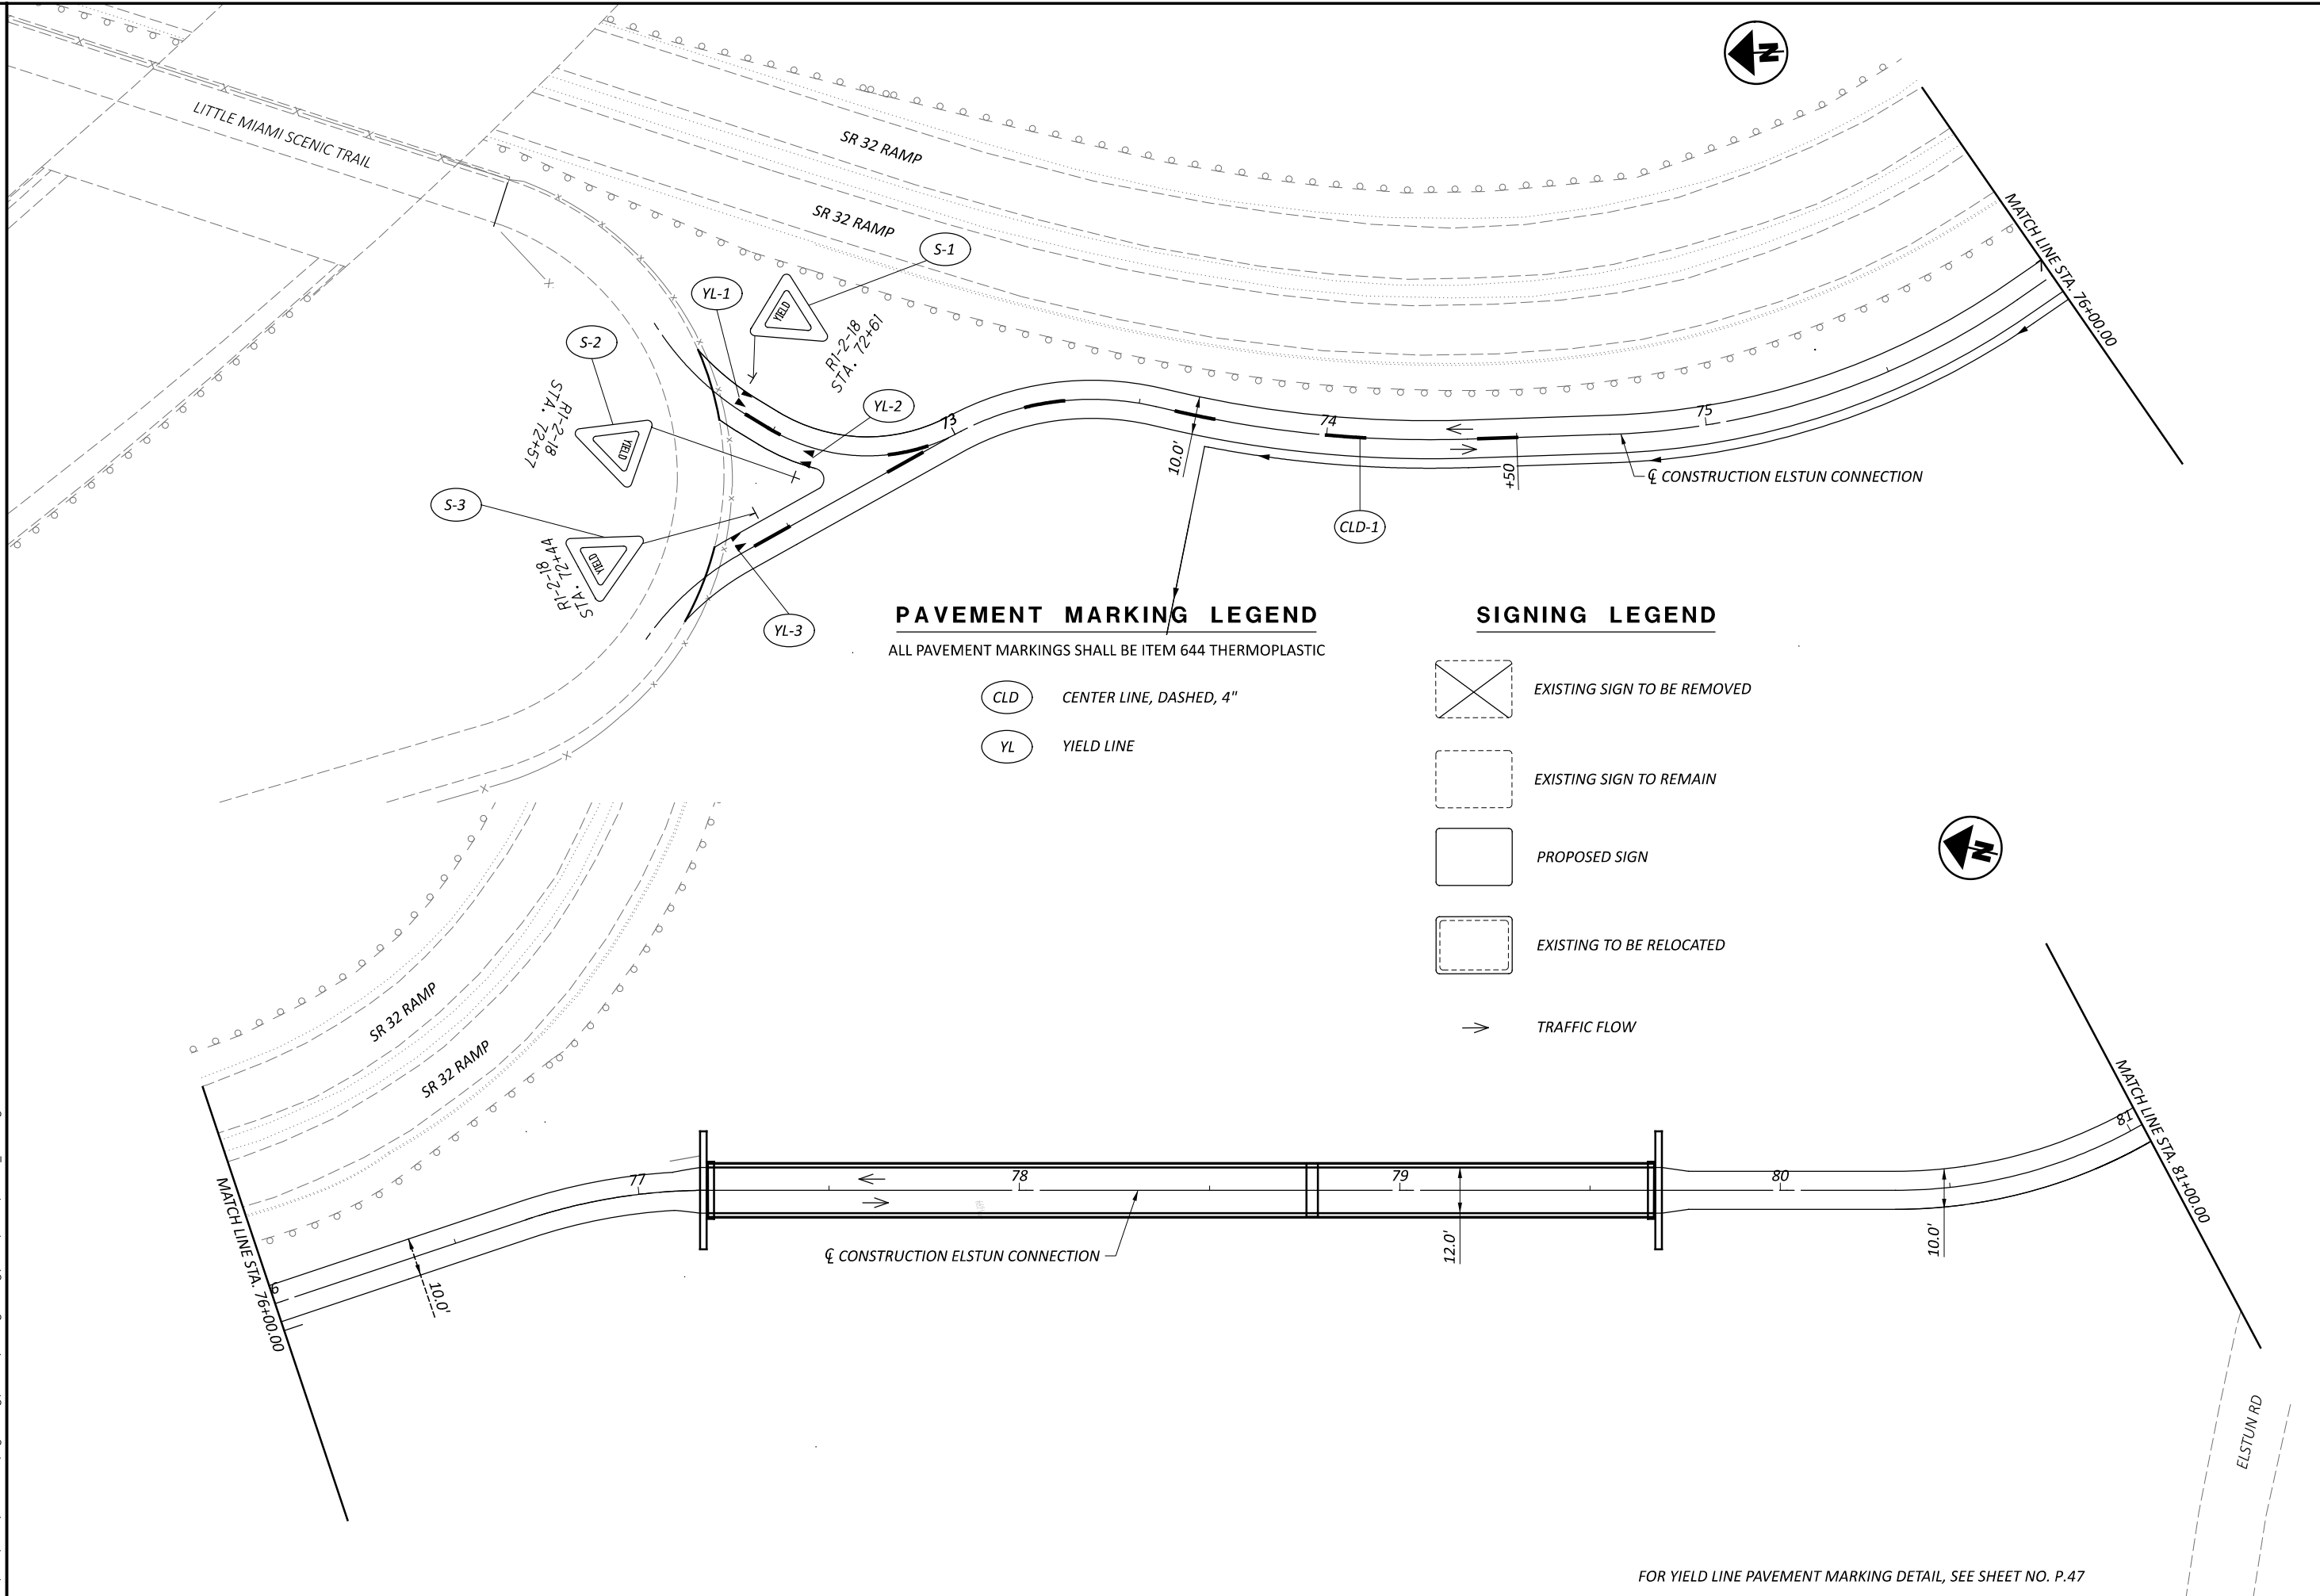 N
LITTLE MIAMI SCENIC TRAIL
SR 32 RAMP
SR 32 RAMP
MATCH LINE STA. 76+00.00
S-1
YL-1
YIELD
R1-2-18
STA. 72+61
S-2
R1-2-18
STA. 72+57
YIELD
YL-2
73
74
75
10.0'
+50
℄ CONSTRUCTION ELSTUN CONNECTION
S-3
CLD-1
R1-2-18
STA. 72+44
YIELD
YL-3
PAVEMENT MARKING LEGEND
ALL PAVEMENT MARKINGS SHALL BE ITEM 644 THERMOPLASTIC
CLD CENTER LINE, DASHED, 4"
YL YIELD LINE
SIGNING LEGEND
EXISTING SIGN TO BE REMOVED
EXISTING SIGN TO REMAIN
PROPOSED SIGN
EXISTING TO BE RELOCATED
TRAFFIC FLOW
N
SR 32 RAMP
SR 32 RAMP
MATCH LINE STA. 76+00.00
77
78
79
80
81
MATCH LINE STA. 81+00.00
10.0'
℄ CONSTRUCTION ELSTUN CONNECTION
12.0'
10.0'
ELSTUN RD
FOR YIELD LINE PAVEMENT MARKING DETAIL, SEE SHEET NO. P.47